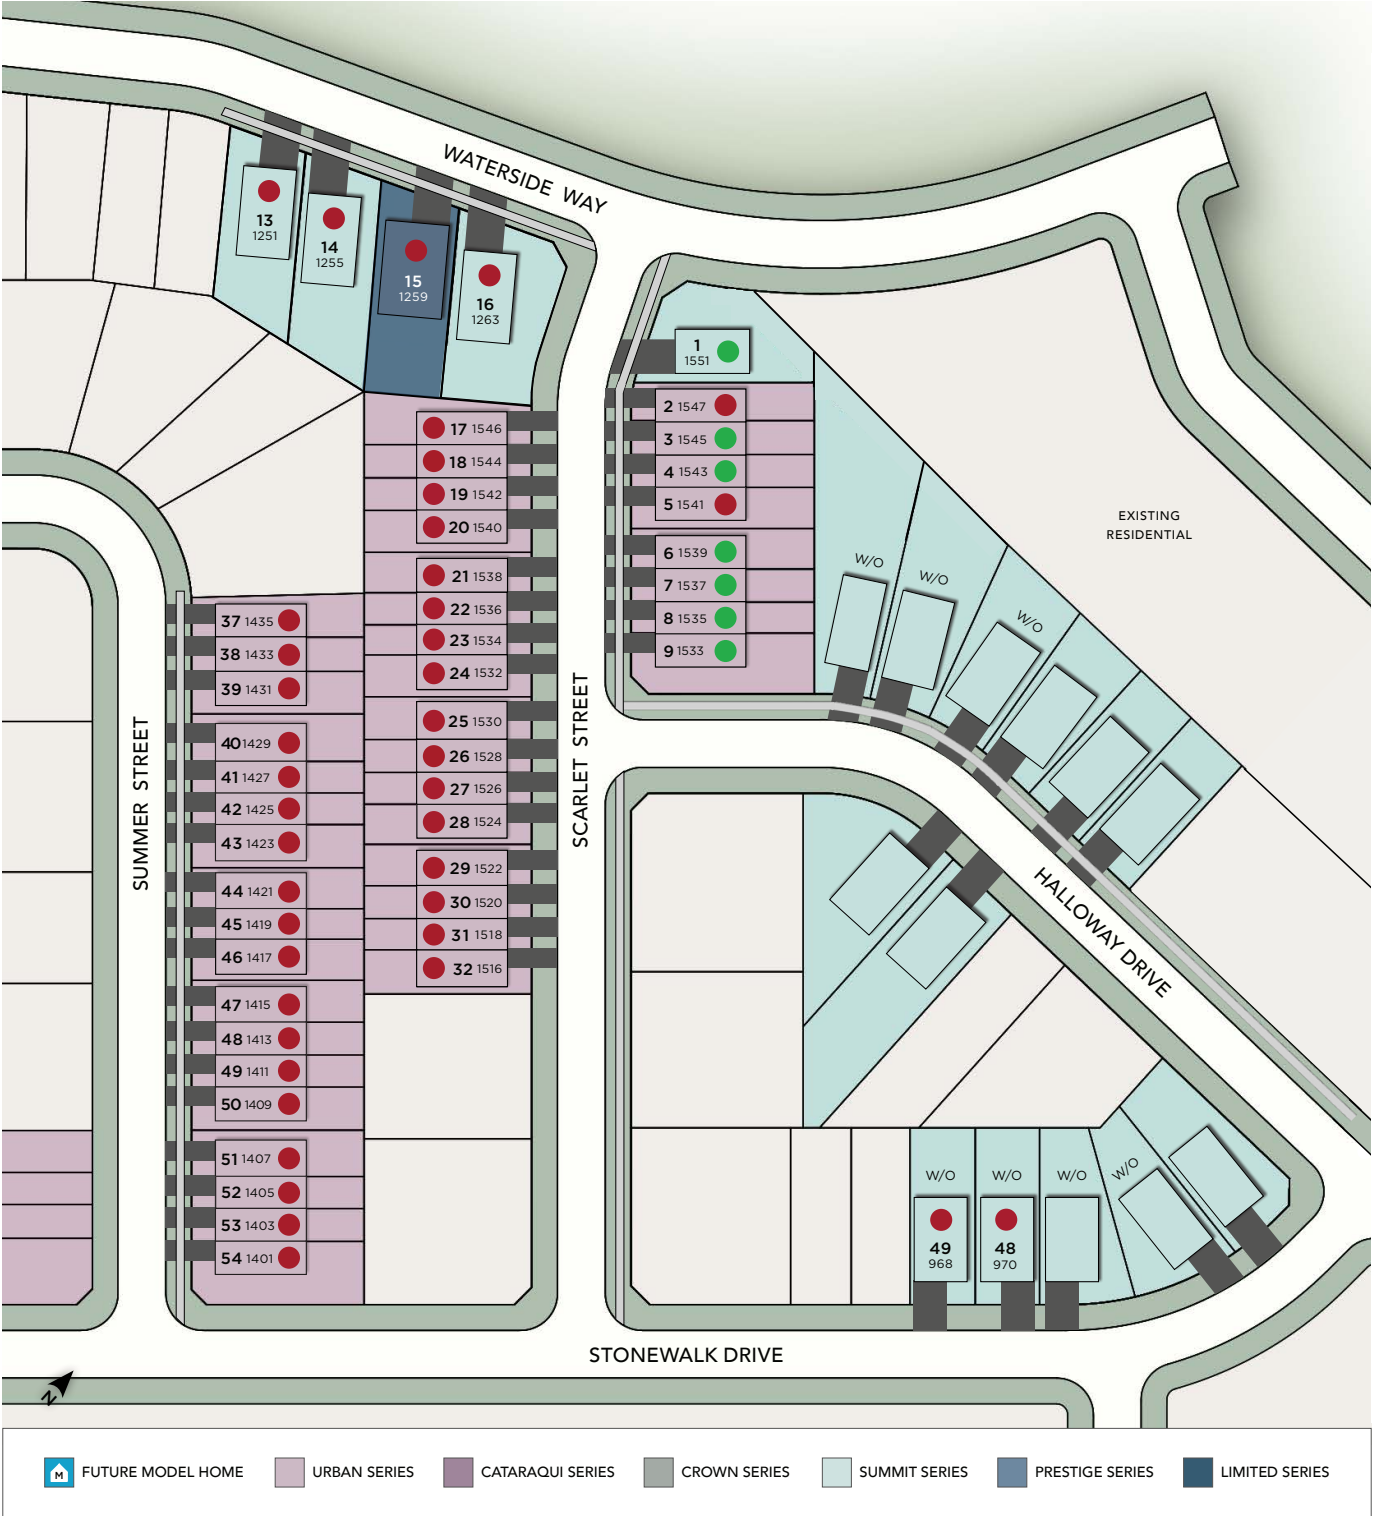 WATERSIDE WAY
13
1251
14
1255
15
1259
16
1263
1
1551
2 1547
3 1545
4 1543
5 1541
6 1539
7 1537
8 1535
9 1533
17 1546
18 1544
19 1542
20 1540
21 1538
22 1536
23 1534
24 1532
25 1530
26 1528
27 1526
28 1524
29 1522
30 1520
31 1518
32 1516
EXISTING
RESIDENTIAL
W/O
W/O
W/O
37 1435
38 1433
39 1431
40 1429
41 1427
42 1425
43 1423
44 1421
45 1419
46 1417
47 1415
48 1413
49 1411
50 1409
51 1407
52 1405
53 1403
54 1401
SUMMER STREET
SCARLET STREET
HALLOWAY DRIVE
W/O
W/O
W/O
W/O
49
968
48
970
STONEWALK DRIVE
N
M FUTURE MODEL HOME
URBAN SERIES
CATARAQUI SERIES
CROWN SERIES
SUMMIT SERIES
PRESTIGE SERIES
LIMITED SERIES